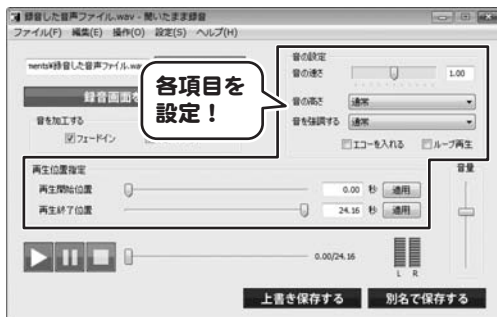 録音した音声ファイル.wav - 聞いたまま録音
ファイル(F) 編集(E) 操作(O) 設定(S) ヘルプ(H)
ments¥録音した音声ファイル.wav
録音画面を
各項目を
設定！
音を加工する
フェードイン
音の設定
音の速さ 1.00
音の高さ 通常
音を強調する 通常
エコーを入れる ループ再生
再生位置指定
再生開始位置 0.00 秒 適用
再生終了位置 24.16 秒 適用
音量
0.00/24.16
L R
上書き保存する 別名で保存する